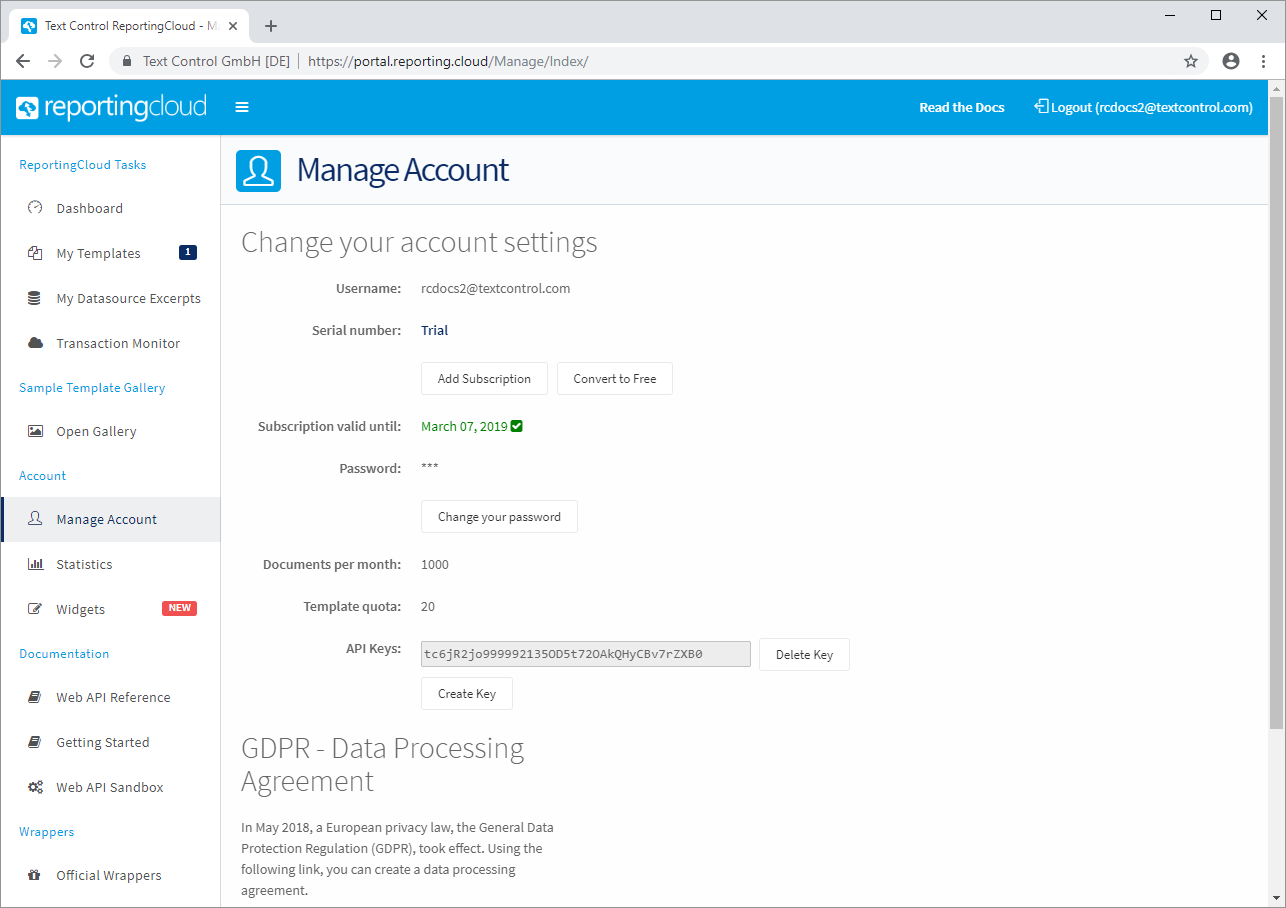 Text Control ReportingCloud - M
Text Control GmbH [DE] https://portal.reporting.cloud/Manage/Index/
reportingcloud
Read the Docs
Logout (rcdocs2@textcontrol.com)
ReportingCloud Tasks
Dashboard
My Templates 1
My Datasource Excerpts
Transaction Monitor
Sample Template Gallery
Open Gallery
Account
Manage Account
Statistics
Widgets NEW
Documentation
Web API Reference
Getting Started
Web API Sandbox
Wrappers
Official Wrappers
Manage Account
Change your account settings
Username: rcdocs2@textcontrol.com
Serial number: Trial
Add Subscription Convert to Free
Subscription valid until: March 07, 2019
Password: ***
Change your password
Documents per month: 1000
Template quota: 20
API Keys: tc6jR2jo999992135OD5t72OAkQHyCBv7rZXB0 Delete Key
Create Key
GDPR - Data Processing
Agreement
In May 2018, a European privacy law, the General Data
Protection Regulation (GDPR), took effect. Using the
following link, you can create a data processing
agreement.